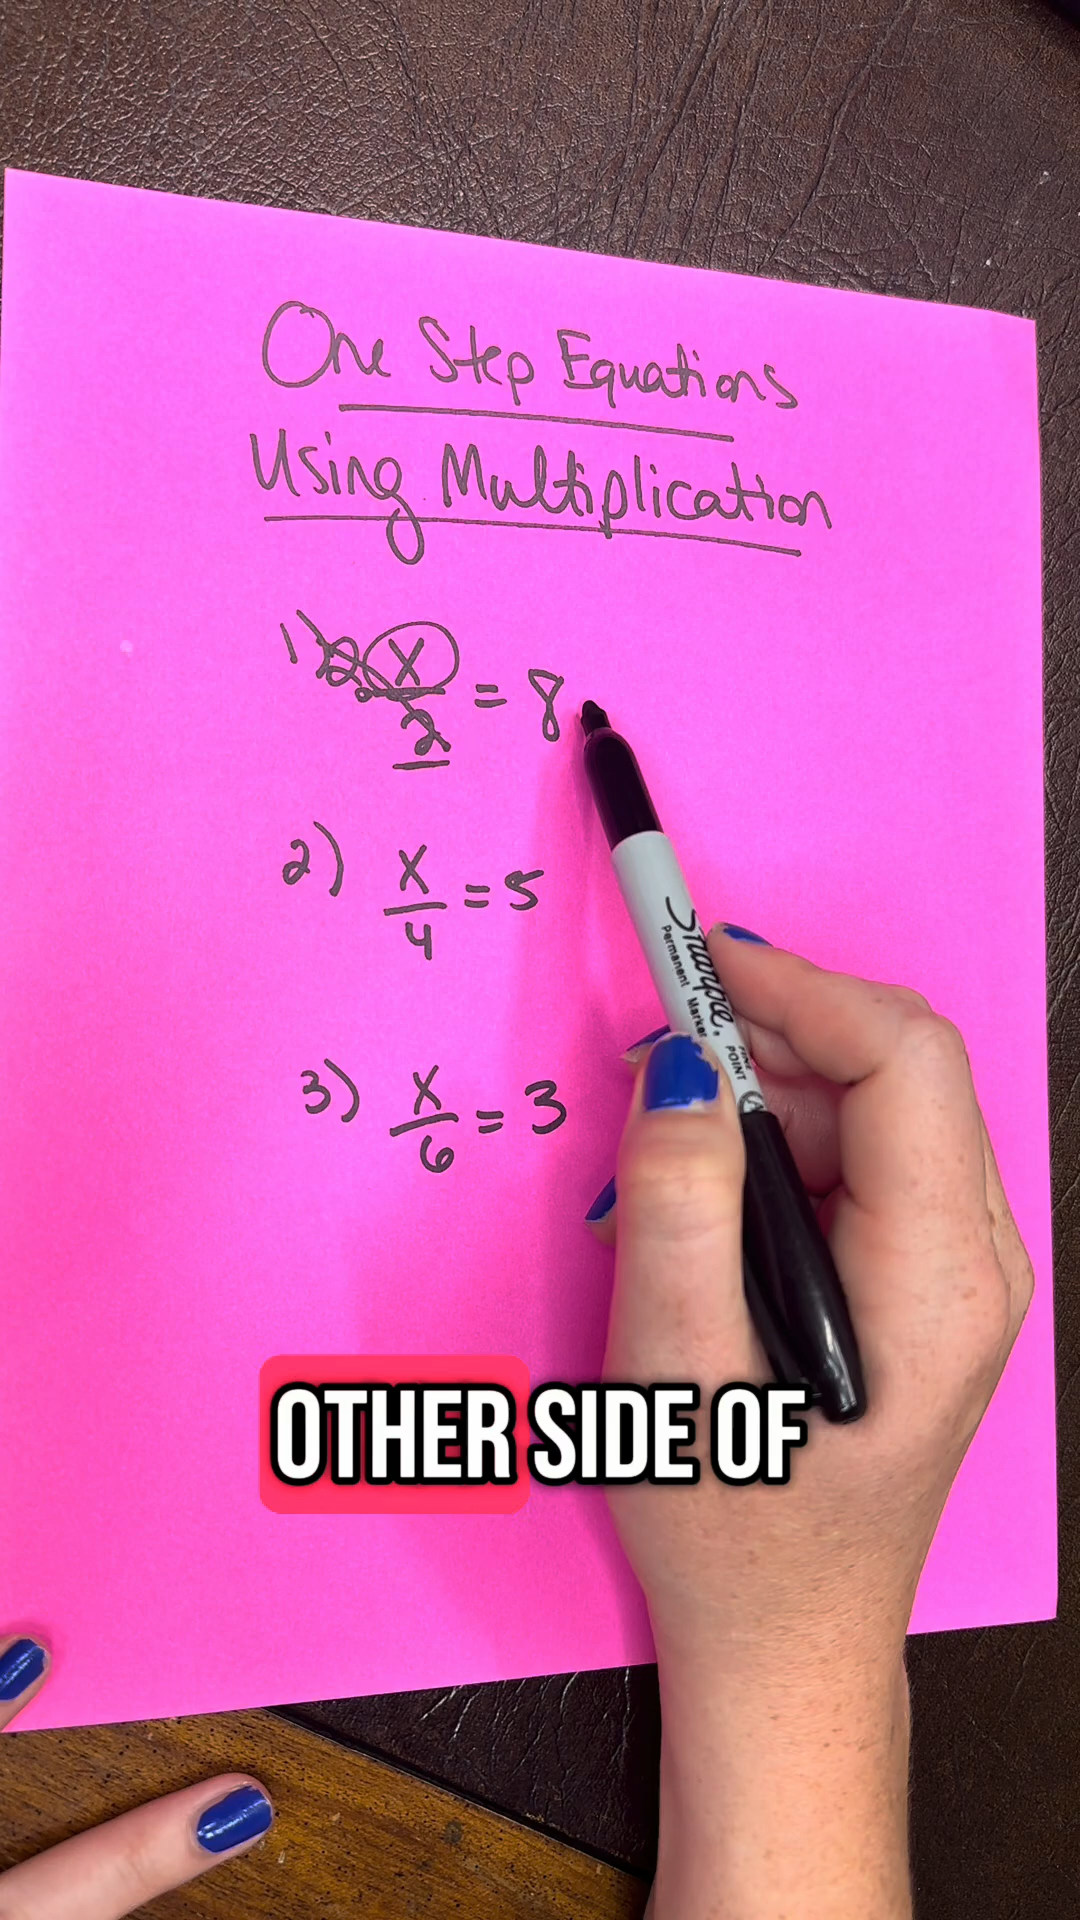 One Step Equations
Using Multiplication
1) 2 • x/2 = 8
2) x/4 = 5
3) x/6 = 3
Sharpie.
Permanent Marker
FINE POINT
OTHER SIDE OF